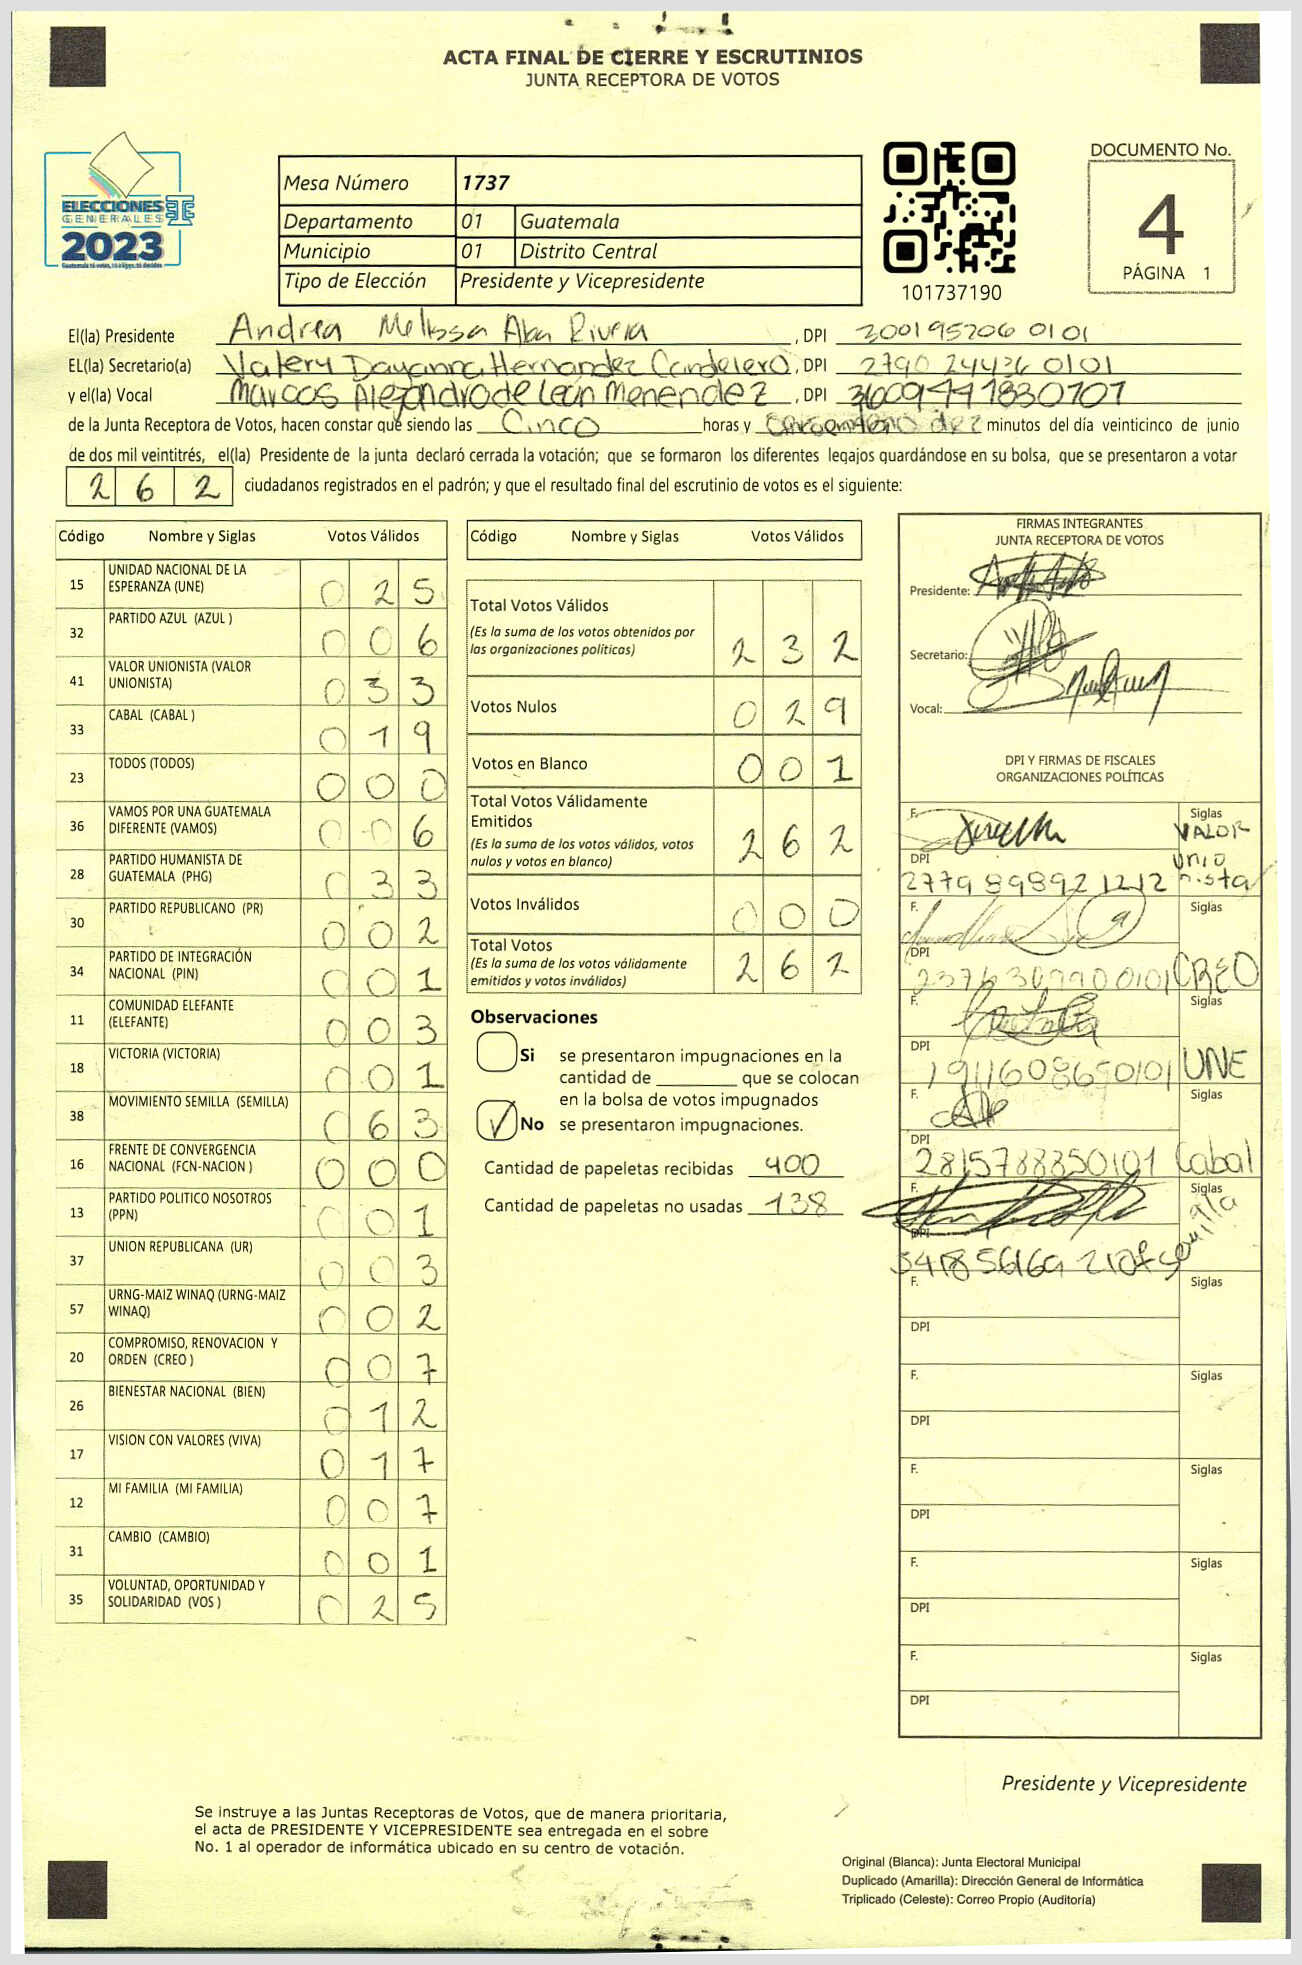 ACTA FINAL DE CIERRE Y ESCRUTINIOS
JUNTA RECEPTORA DE VOTOS
ELECCIONES
GENERALES
2023
Mesa Número 1737
Departamento 01 Guatemala
Municipio 01 Distrito Central
Tipo de Elección Presidente y Vicepresidente
101737190
DOCUMENTO No.
4
PÁGINA 1
El(la) Presidente Andrea Melissa Rivera , DPI 300195206 0101
EL(la) Secretario(a) Valery Dayanna Hernandez Candelero , DPI 2790 24436 0101
y el(la) Vocal Marcos Alejandro de León Menendez , DPI
de la Junta Receptora de Votos, hacen constar que siendo las Cinco horas y diez minutos del día veinticinco de junio
de dos mil veintitrés, el(la) Presidente de la junta declaró cerrada la votación; que se formaron los diferentes legajos guardándose en su bolsa, que se presentaron a votar
2 6 2 ciudadanos registrados en el padrón; y que el resultado final del escrutinio de votos es el siguiente:
Código Nombre y Siglas Votos Válidos
15 UNIDAD NACIONAL DE LA ESPERANZA (UNE) 0 2 5
32 PARTIDO AZUL (AZUL ) 0 0 6
41 VALOR UNIONISTA (VALOR UNIONISTA) 0 3 3
33 CABAL (CABAL ) 0 1 9
23 TODOS (TODOS) 0 0 0
36 VAMOS POR UNA GUATEMALA DIFERENTE (VAMOS) 0 0 6
28 PARTIDO HUMANISTA DE GUATEMALA (PHG) 0 3 3
30 PARTIDO REPUBLICANO (PR) 0 0 2
34 PARTIDO DE INTEGRACIÓN NACIONAL (PIN) 0 0 1
11 COMUNIDAD ELEFANTE (ELEFANTE) 0 0 3
18 VICTORIA (VICTORIA) 0 0 1
38 MOVIMIENTO SEMILLA (SEMILLA) 0 6 3
16 FRENTE DE CONVERGENCIA NACIONAL (FCN-NACION ) 0 0 0
13 PARTIDO POLITICO NOSOTROS (PPN) 0 0 1
37 UNION REPUBLICANA (UR) 0 0 3
57 URNG-MAIZ WINAQ (URNG-MAIZ WINAQ) 0 0 2
20 COMPROMISO, RENOVACION Y ORDEN (CREO ) 0 0 7
26 BIENESTAR NACIONAL (BIEN) 0 1 2
17 VISION CON VALORES (VIVA) 0 1 7
12 MI FAMILIA (MI FAMILIA) 0 0 7
31 CAMBIO (CAMBIO) 0 0 1
35 VOLUNTAD, OPORTUNIDAD Y SOLIDARIDAD (VOS ) 0 2 5
Código Nombre y Siglas Votos Válidos
Total Votos Válidos
(Es la suma de los votos obtenidos por
las organizaciones políticas) 2 3 2
Votos Nulos 0 2 9
Votos en Blanco 0 0 1
Total Votos Válidamente
Emitidos
(Es la suma de los votos válidos, votos
nulos y votos en blanco) 2 6 2
Votos Inválidos 0 0 0
Total Votos
(Es la suma de los votos válidamente
emitidos y votos inválidos) 2 6 2
Observaciones
Si se presentaron impugnaciones en la
cantidad de ________ que se colocan
en la bolsa de votos impugnados
No se presentaron impugnaciones.
Cantidad de papeletas recibidas 400
Cantidad de papeletas no usadas 138
FIRMAS INTEGRANTES
JUNTA RECEPTORA DE VOTOS
Presidente:
Secretario:
Vocal:
DPI Y FIRMAS DE FISCALES
ORGANIZACIONES POLÍTICAS
F. Siglas VALOR
DPI Unio
2779 89892 1212 nista
F. Siglas
DPI CREO
F. Siglas
DPI UNE
F. Siglas
DPI
2815788350101 Cabal
F. Siglas
DPI Semilla
F. Siglas
DPI
F. Siglas
DPI
F. Siglas
DPI
F. Siglas
DPI
F. Siglas
DPI
Presidente y Vicepresidente
Se instruye a las Juntas Receptoras de Votos, que de manera prioritaria,
el acta de PRESIDENTE Y VICEPRESIDENTE sea entregada en el sobre
No. 1 al operador de informática ubicado en su centro de votación.
Original (Blanca): Junta Electoral Municipal
Duplicado (Amarilla): Dirección General de Informática
Triplicado (Celeste): Correo Propio (Auditoría)